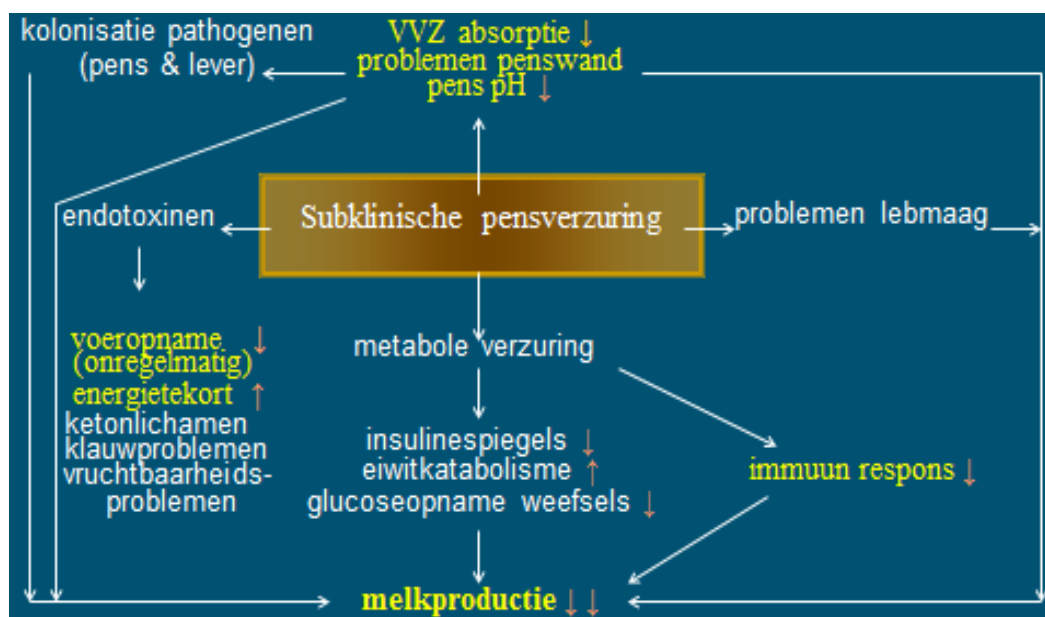 kolonisatie pathogenen
(pens & lever)
VVZ absorptie ↓
problemen penswand
pens pH ↓
endotoxinen
Subklinische pensverzuring
problemen lebmaag
voeropname ↓
(onregelmatig)
energietekort ↑
ketonlichamen
klauwproblemen
vruchtbaarheids-
problemen
metabole verzuring
insulinespiegels ↓
eiwitkatabolisme ↑
glucoseopname weefsels ↓
immuun respons ↓
melkproductie ↓ ↓